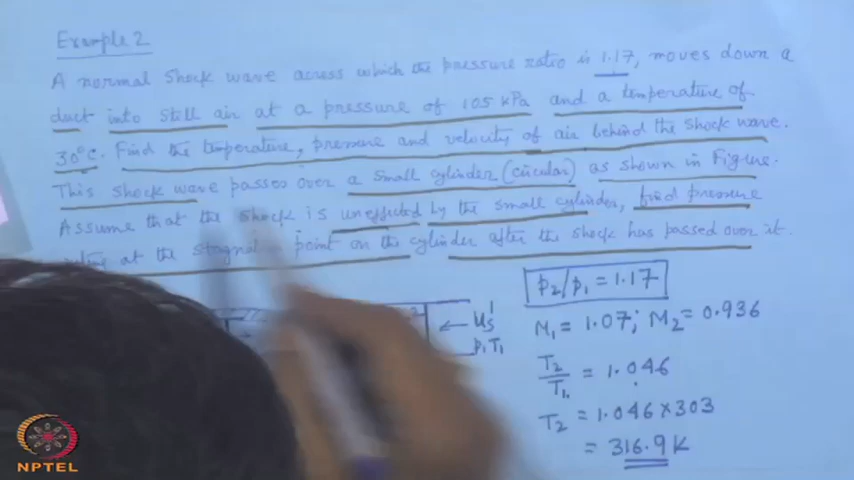 Example 2
A normal shock wave across which the pressure ratio is 1.17, moves down a
duct into still air at a pressure of 105 kPa and a temperature of
30°C. Find the temperature, pressure and velocity of air behind the shock wave.
This shock wave passes over a small cylinder (circular) as shown in Figure.
Assume that the shock is uneffected by the small cylinder, find pressure
at the stagna point on the cylinder after the shock has passed over it.
p2/p1 = 1.17
M1 = 1.07; M2 = 0.936
T2/T1 = 1.046
T2 = 1.046 x 303
= 316.9 K
Us
1
P1 T1
NPTEL